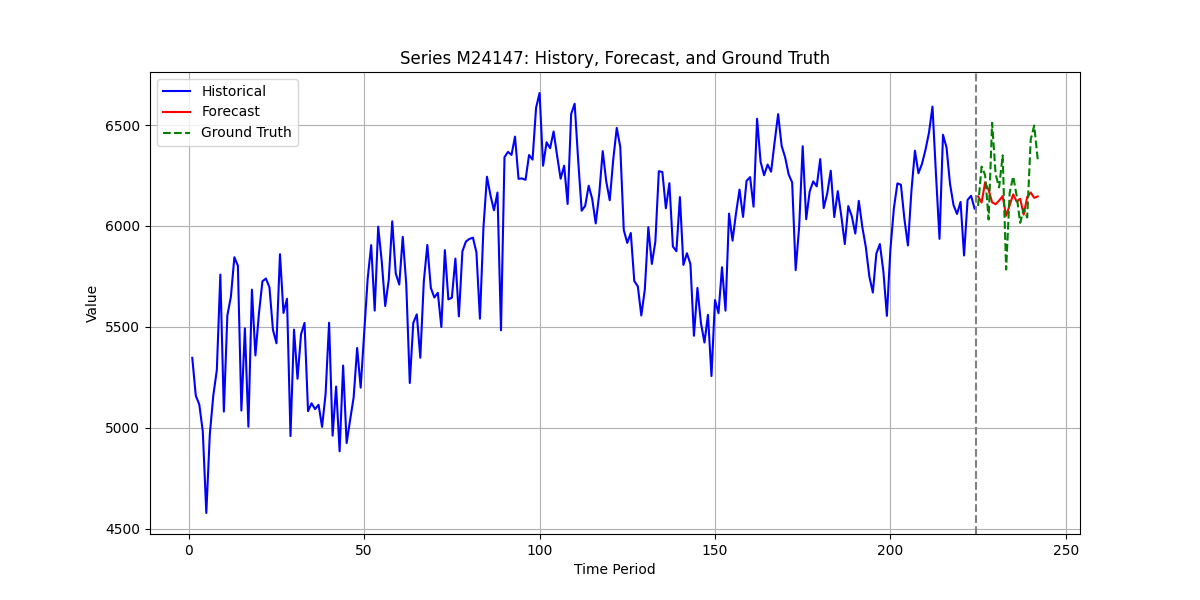 Series M24147: History, Forecast, and Ground Truth
Historical
Forecast
Ground Truth
6500
6000
5500
5000
4500
Value
0
50
100
150
200
250
Time Period